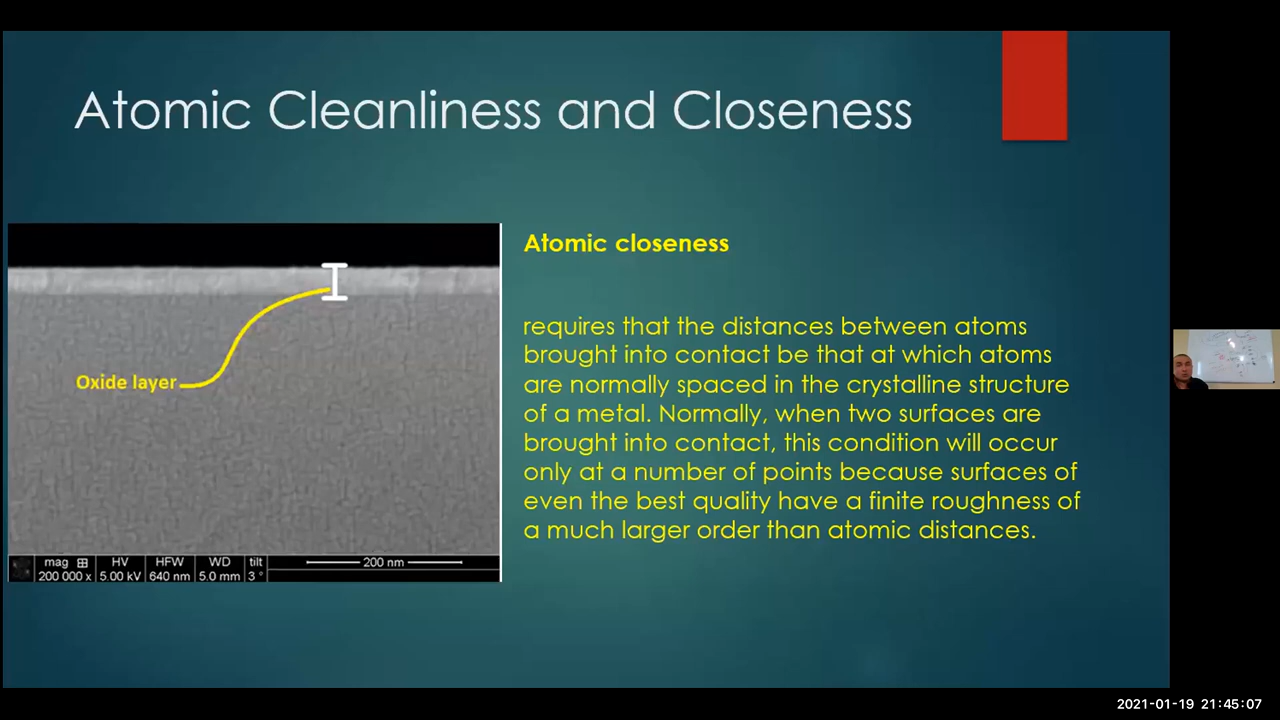 Atomic Cleanliness and Closeness
Oxide layer
mag HV HFW WD tilt
200 000 x 5.00 kV 640 nm 5.0 mm 3 ° 200 nm
Atomic closeness
requires that the distances between atoms
brought into contact be that at which atoms
are normally spaced in the crystalline structure
of a metal. Normally, when two surfaces are
brought into contact, this condition will occur
only at a number of points because surfaces of
even the best quality have a finite roughness of
a much larger order than atomic distances.
2021-01-19 21:45:07